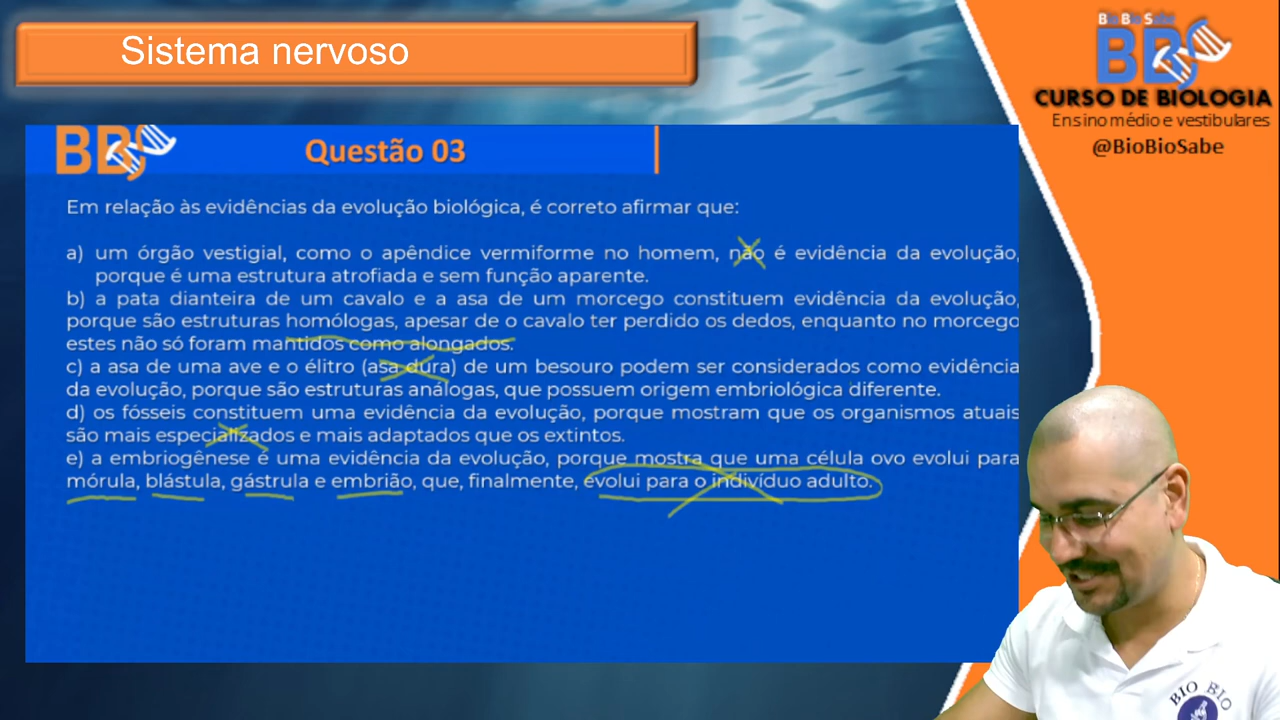 Sistema nervoso
Bio Bio Sabe
BBS
CURSO DE BIOLOGIA
Ensino médio e vestibulares
@BioBioSabe
BBS
Questão 03
Em relação às evidências da evolução biológica, é correto afirmar que:
a) um órgão vestigial, como o apêndice vermiforme no homem, não é evidência da evolução,
porque é uma estrutura atrofiada e sem função aparente.
b) a pata dianteira de um cavalo e a asa de um morcego constituem evidência da evolução,
porque são estruturas homólogas, apesar de o cavalo ter perdido os dedos, enquanto no morcego
estes não só foram mantidos como alongados.
c) a asa de uma ave e o élitro (asa dura) de um besouro podem ser considerados como evidência
da evolução, porque são estruturas análogas, que possuem origem embriológica diferente.
d) os fósseis constituem uma evidência da evolução, porque mostram que os organismos atuais
são mais especializados e mais adaptados que os extintos.
e) a embriogênese é uma evidência da evolução, porque mostra que uma célula ovo evolui para
mórula, blástula, gástrula e embrião, que, finalmente, evolui para o indivíduo adulto.
BIO BIO